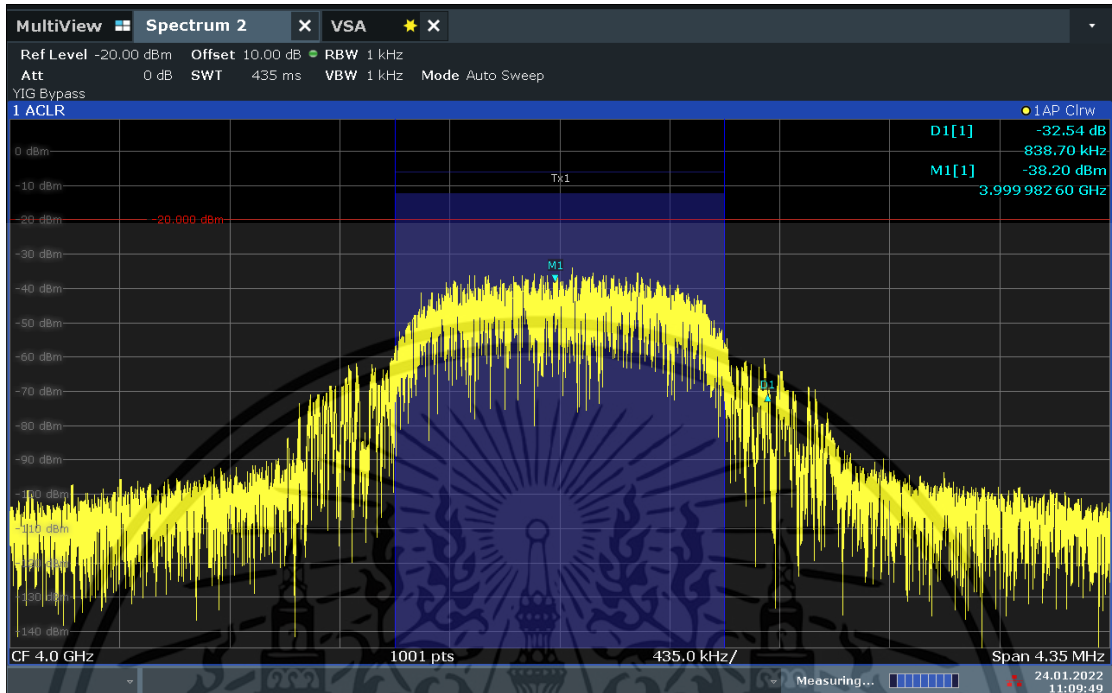 MultiView Spectrum 2 X VSA X
Ref Level -20.00 dBm Offset 10.00 dB RBW 1 kHz
Att 0 dB SWT 435 ms VBW 1 kHz Mode Auto Sweep
YIG Bypass
1 ACLR 1AP Clrw
D1[1] -32.54 dB
838.70 kHz
M1[1] -38.20 dBm
3.999 982 60 GHz
0 dBm
Tx1
-10 dBm
-20 dBm -20.000 dBm
-30 dBm
M1
-40 dBm
-50 dBm
-60 dBm
-70 dBm
D1
-80 dBm
-90 dBm
-100 dBm
-110 dBm
-130 dBm
-140 dBm
CF 4.0 GHz 1001 pts 435.0 kHz/ Span 4.35 MHz
Measuring... 24.01.2022
11:09:49